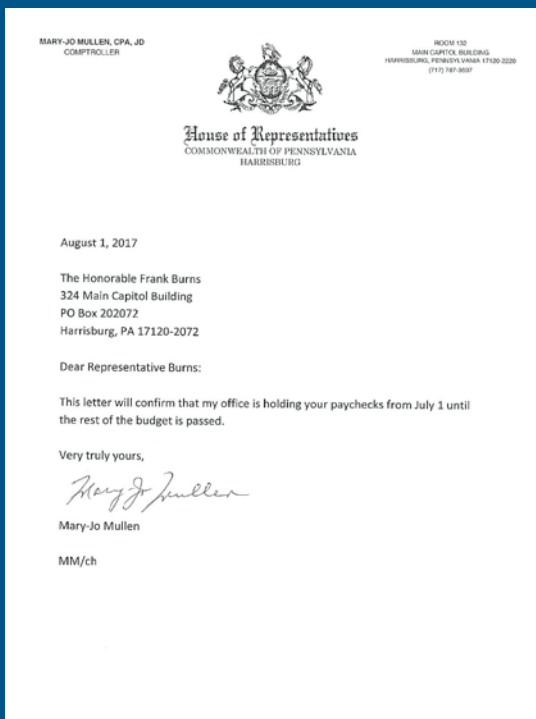 MARY-JO MULLEN, CPA, JD
COMPTROLLER
ROOM 132
MAIN CAPITOL BUILDING
HARRISBURG, PENNSYLVANIA 17120-2220
(717) 787-3697
House of Representatives
COMMONWEALTH OF PENNSYLVANIA
HARRISBURG
August 1, 2017
The Honorable Frank Burns
324 Main Capitol Building
PO Box 202072
Harrisburg, PA 17120-2072
Dear Representative Burns:
This letter will confirm that my office is holding your paychecks from July 1 until
the rest of the budget is passed.
Very truly yours,
Mary Jo Mullen
Mary-Jo Mullen
MM/ch